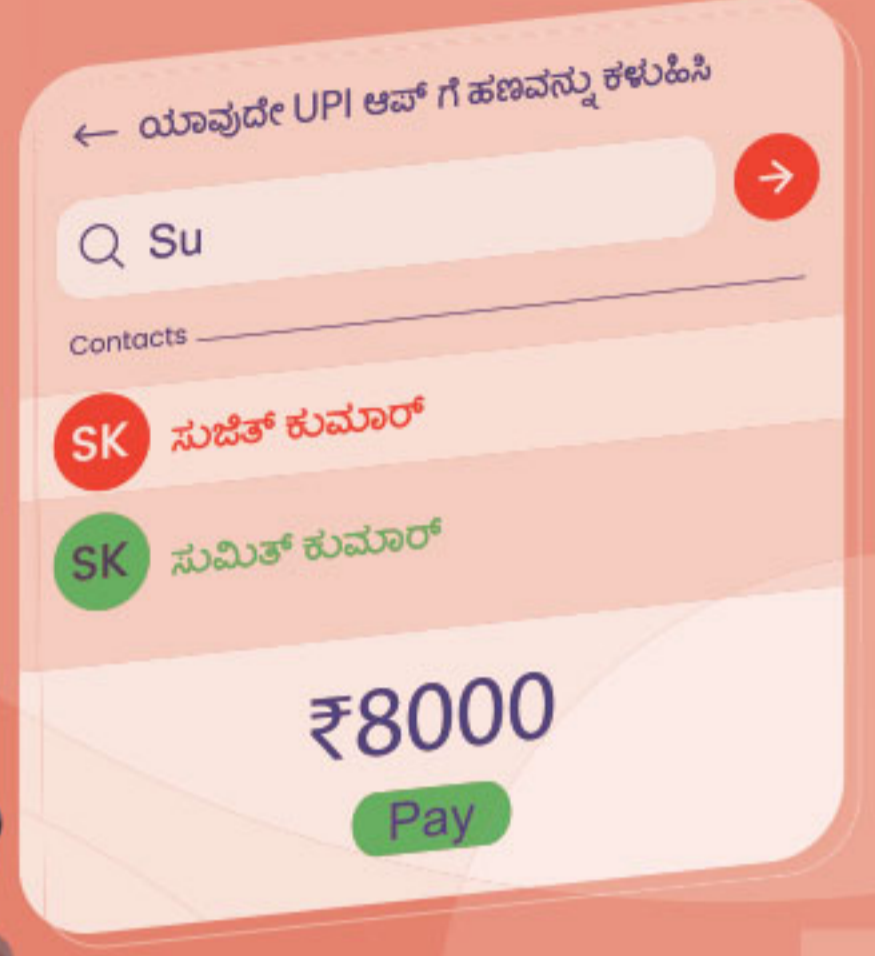 ← ಯಾವುದೇ UPI ಆಪ್ ಗೆ ಹಣವನ್ನು ಕಳುಹಿಸಿ
Su
Contacts
SK ಸುಜಿತ್ ಕುಮಾರ್
SK ಸುಮಿತ್ ಕುಮಾರ್
₹8000
Pay